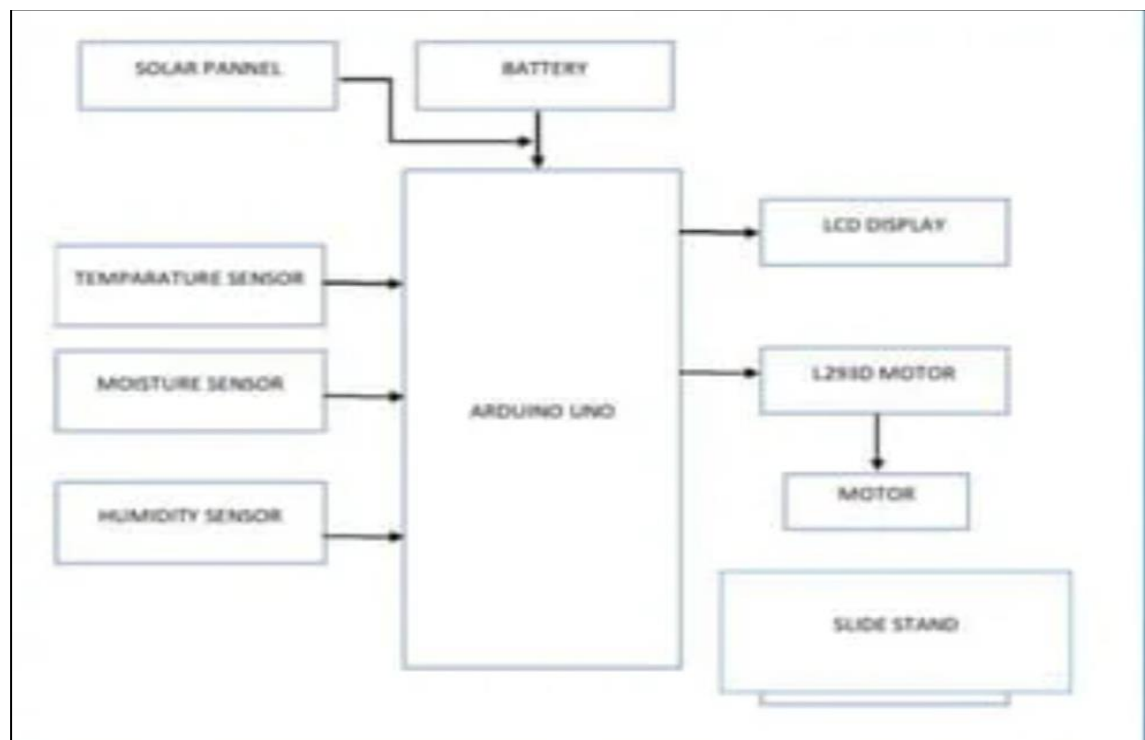 SOLAR PANNEL
BATTERY
LCD DISPLAY
TEMPARATURE SENSOR
L293D MOTOR
MOISTURE SENSOR
ARDUINO UNO
MOTOR
HUMIDITY SENSOR
SLIDE STAND